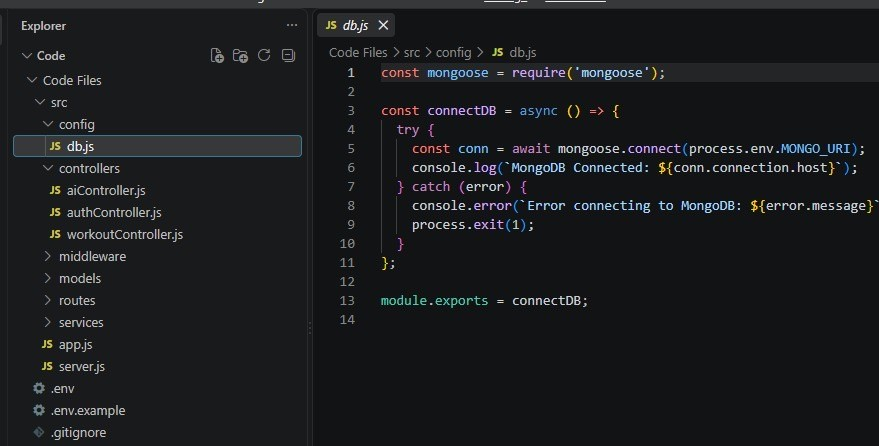 Explorer
Code
Code Files
src
config
JS db.js
controllers
JS aiController.js
JS authController.js
JS workoutController.js
middleware
models
routes
services
JS app.js
JS server.js
.env
.env.example
.gitignore
JS db.js
Code Files > src > config > JS db.js
1 const mongoose = require('mongoose');
2
3 const connectDB = async () => {
4 try {
5 const conn = await mongoose.connect(process.env.MONGO_URI);
6 console.log(`MongoDB Connected: ${conn.connection.host}`);
7 } catch (error) {
8 console.error(`Error connecting to MongoDB: ${error.message}`
9 process.exit(1);
10 }
11 };
12
13 module.exports = connectDB;
14